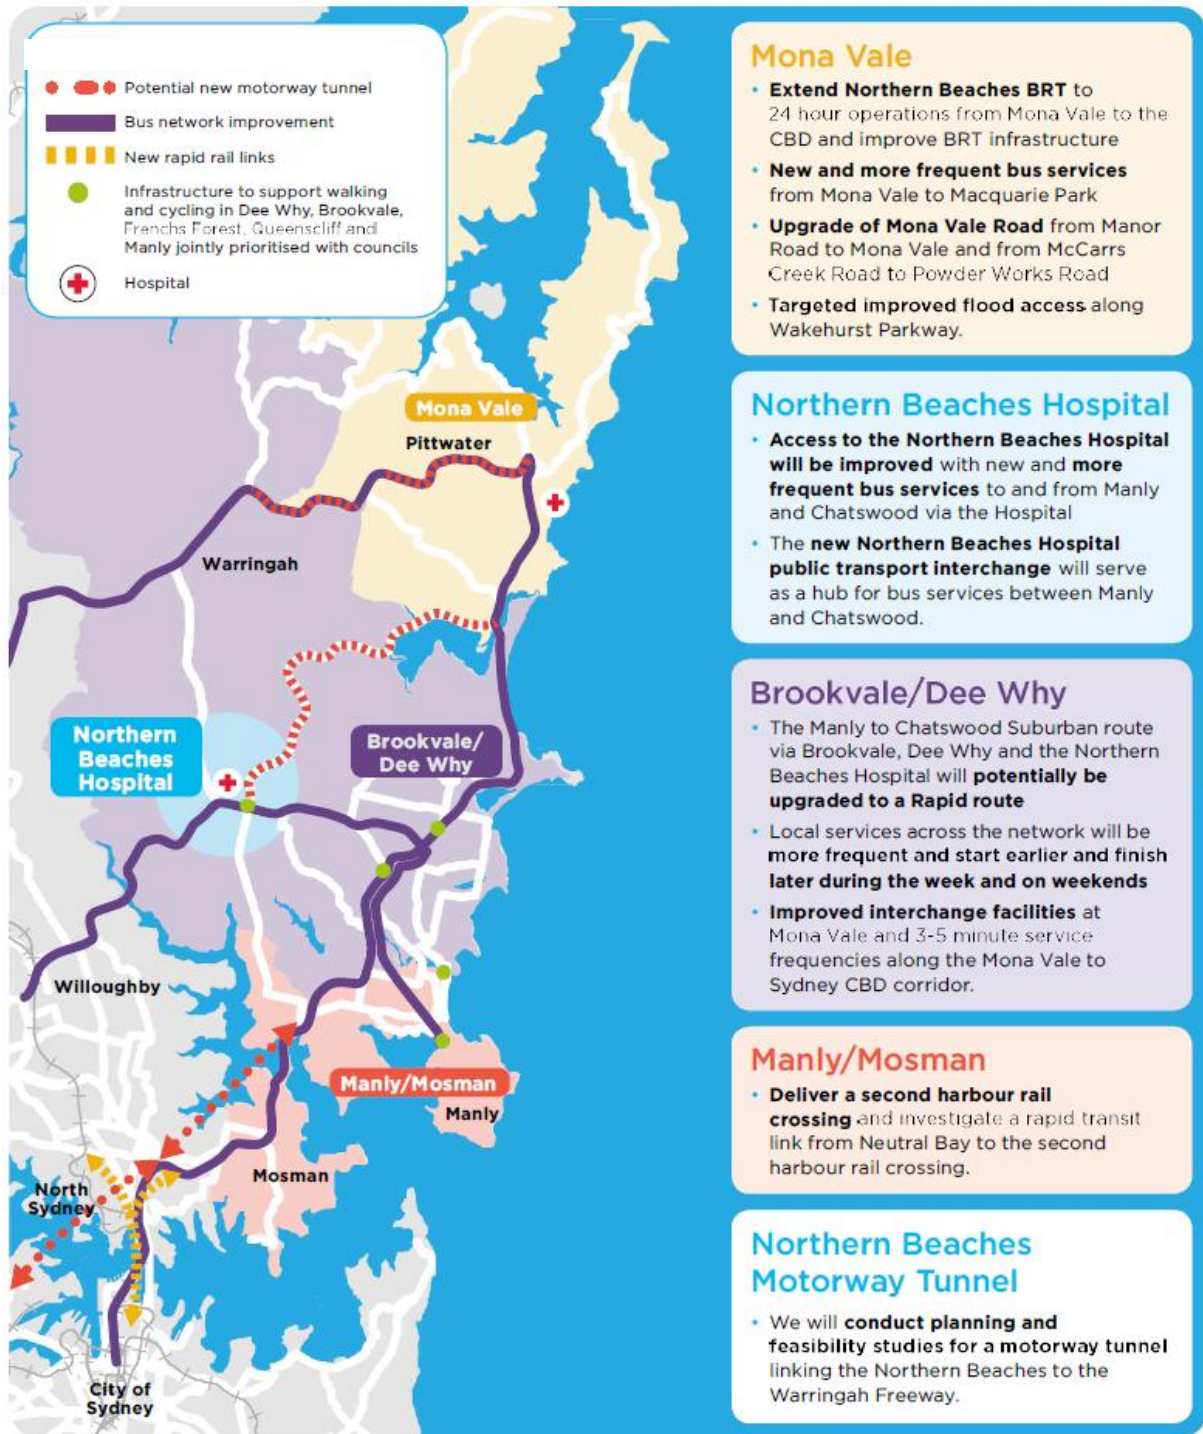 Potential new motorway tunnel
Bus network improvement
New rapid rail links
Infrastructure to support walking
and cycling in Dee Why, Brookvale,
Frenchs Forest, Queenscliff and
Manly jointly prioritised with councils
Hospital
Mona Vale
Pittwater
Warringah
Northern
Beaches
Hospital
Brookvale/
Dee Why
Willoughby
Manly/Mosman
Manly
Mosman
North
Sydney
City of
Sydney
Mona Vale
• Extend Northern Beaches BRT to
24 hour operations from Mona Vale to the
CBD and improve BRT infrastructure
• New and more frequent bus services
from Mona Vale to Macquarie Park
• Upgrade of Mona Vale Road from Manor
Road to Mona Vale and from McCarrs
Creek Road to Powder Works Road
• Targeted improved flood access along
Wakehurst Parkway.
Northern Beaches Hospital
• Access to the Northern Beaches Hospital
will be improved with new and more
frequent bus services to and from Manly
and Chatswood via the Hospital
• The new Northern Beaches Hospital
public transport interchange will serve
as a hub for bus services between Manly
and Chatswood.
Brookvale/Dee Why
• The Manly to Chatswood Suburban route
via Brookvale, Dee Why and the Northern
Beaches Hospital will potentially be
upgraded to a Rapid route
• Local services across the network will be
more frequent and start earlier and finish
later during the week and on weekends
• Improved interchange facilities at
Mona Vale and 3-5 minute service
frequencies along the Mona Vale to
Sydney CBD corridor.
Manly/Mosman
• Deliver a second harbour rail
crossing and investigate a rapid transit
link from Neutral Bay to the second
harbour rail crossing.
Northern Beaches
Motorway Tunnel
• We will conduct planning and
feasibility studies for a motorway tunnel
linking the Northern Beaches to the
Warringah Freeway.